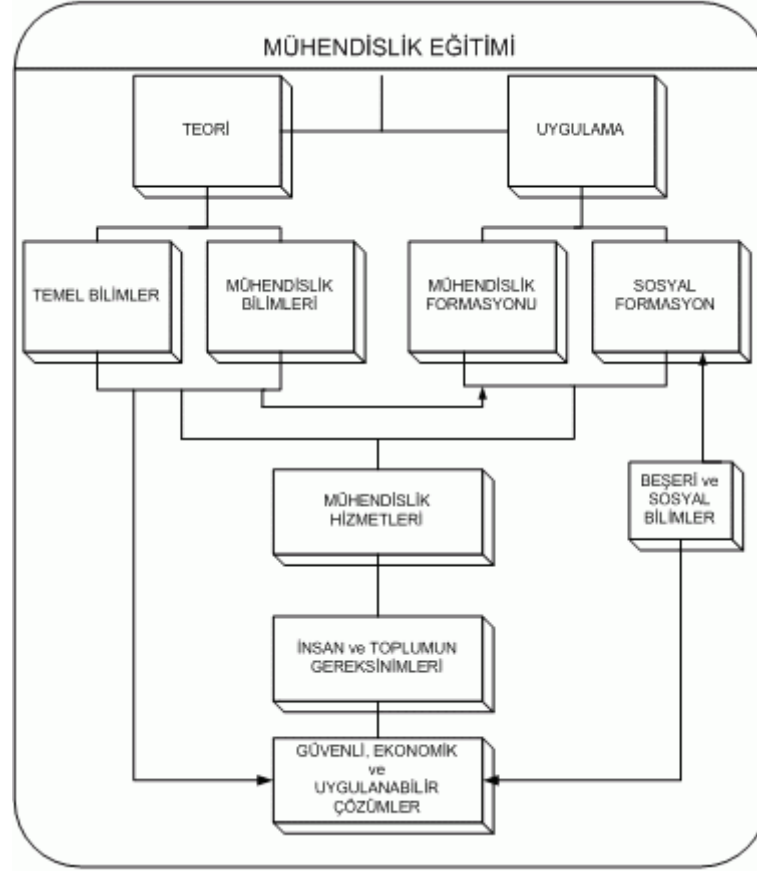 MÜHENDİSLİK EĞİTİMİ
TEORİ
UYGULAMA
TEMEL BİLİMLER
MÜHENDİSLİK
BİLİMLERİ
MÜHENDİSLİK
FORMASYONU
SOSYAL
FORMASYON
MÜHENDİSLİK
HİZMETLERİ
BEŞERİ ve
SOSYAL
BİLİMLER
İNSAN ve TOPLUMUN
GEREKSİNİMLERİ
GÜVENLİ, EKONOMİK
ve
UYGULANABİLİR
ÇÖZÜMLER